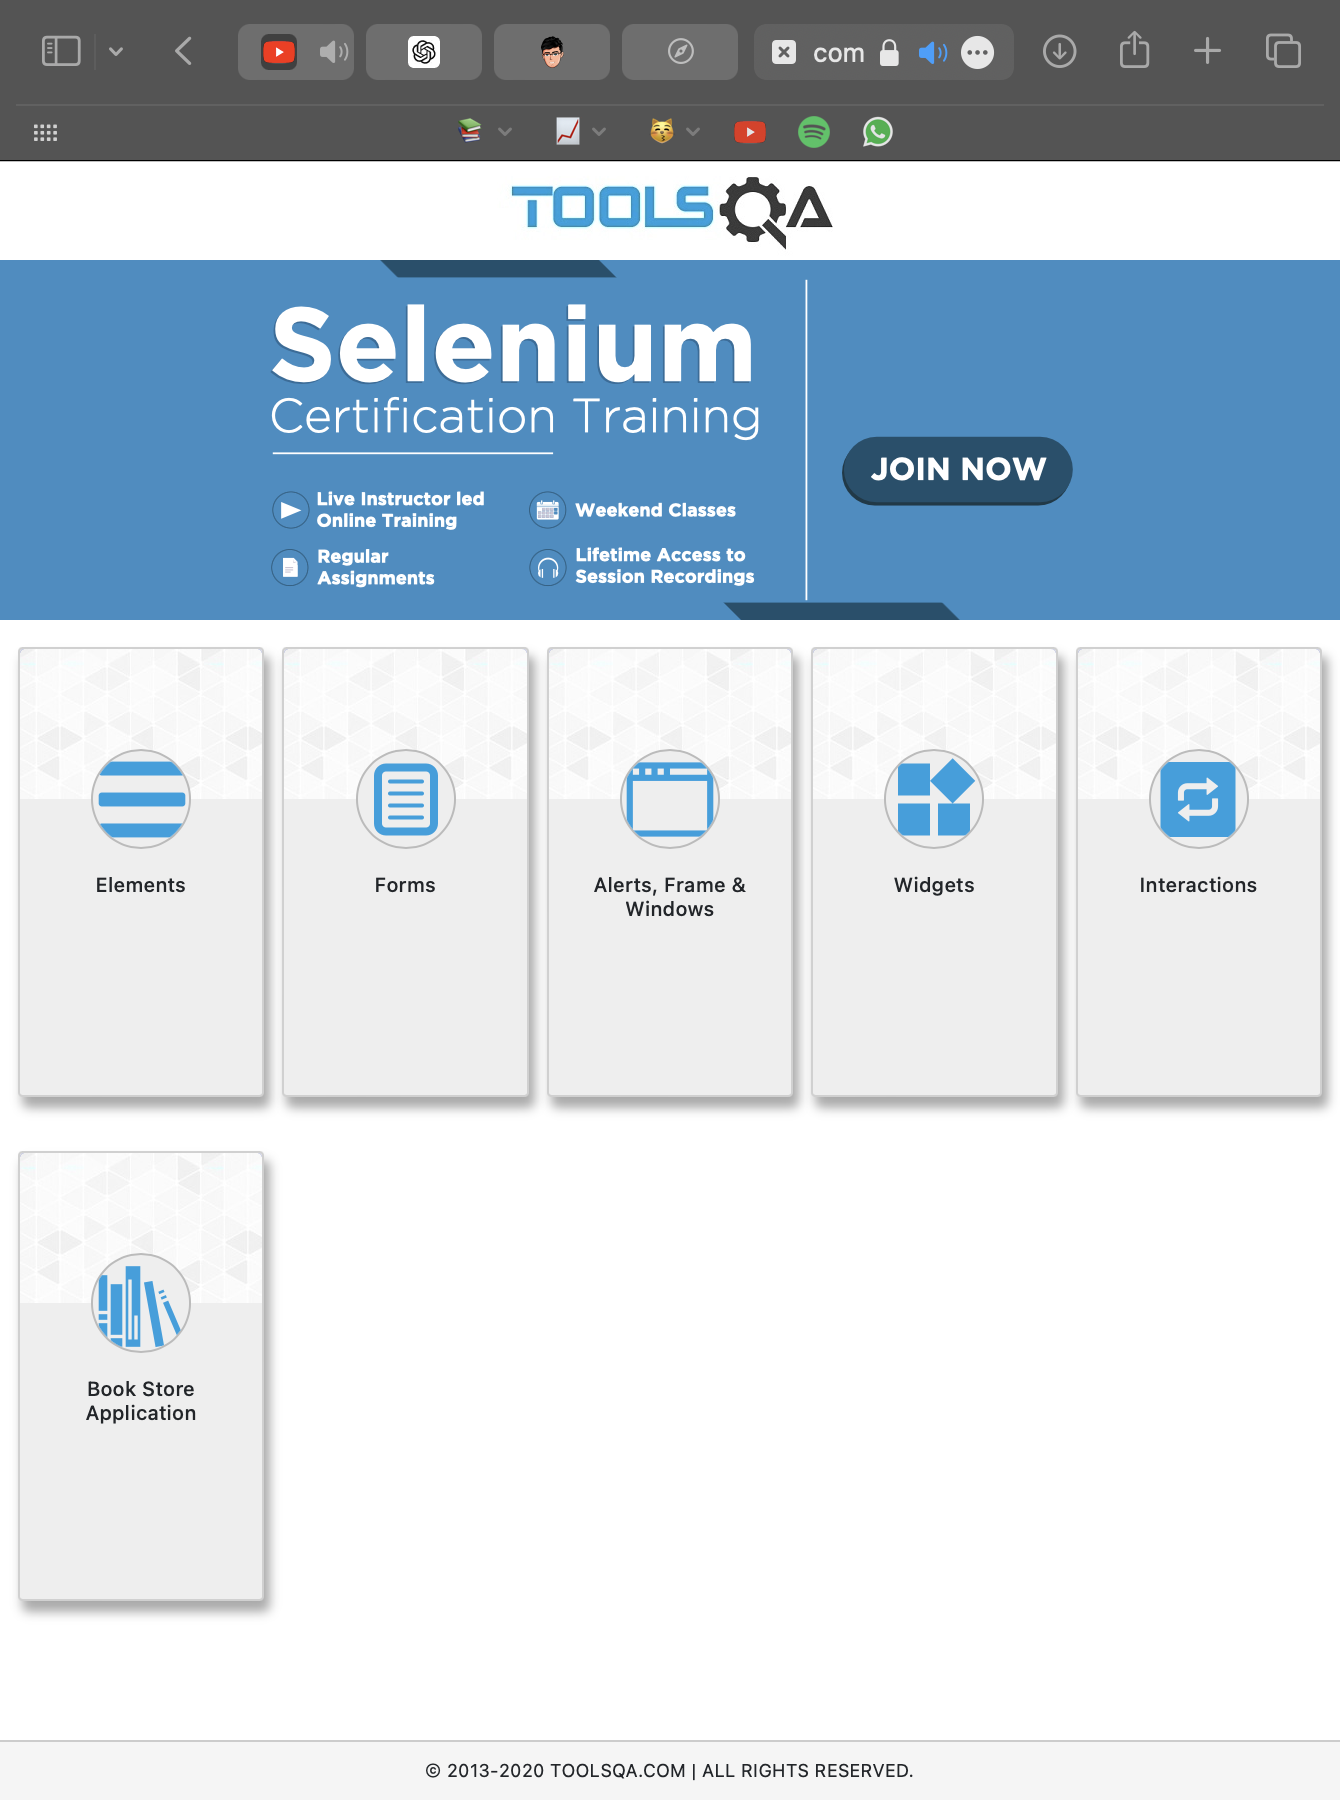 com
TOOLSQA
Selenium
Certification Training
Live Instructor led
Online Training
Weekend Classes
Regular
Assignments
Lifetime Access to
Session Recordings
JOIN NOW
Elements
Forms
Alerts, Frame &
Windows
Widgets
Interactions
Book Store
Application
© 2013-2020 TOOLSQA.COM | ALL RIGHTS RESERVED.